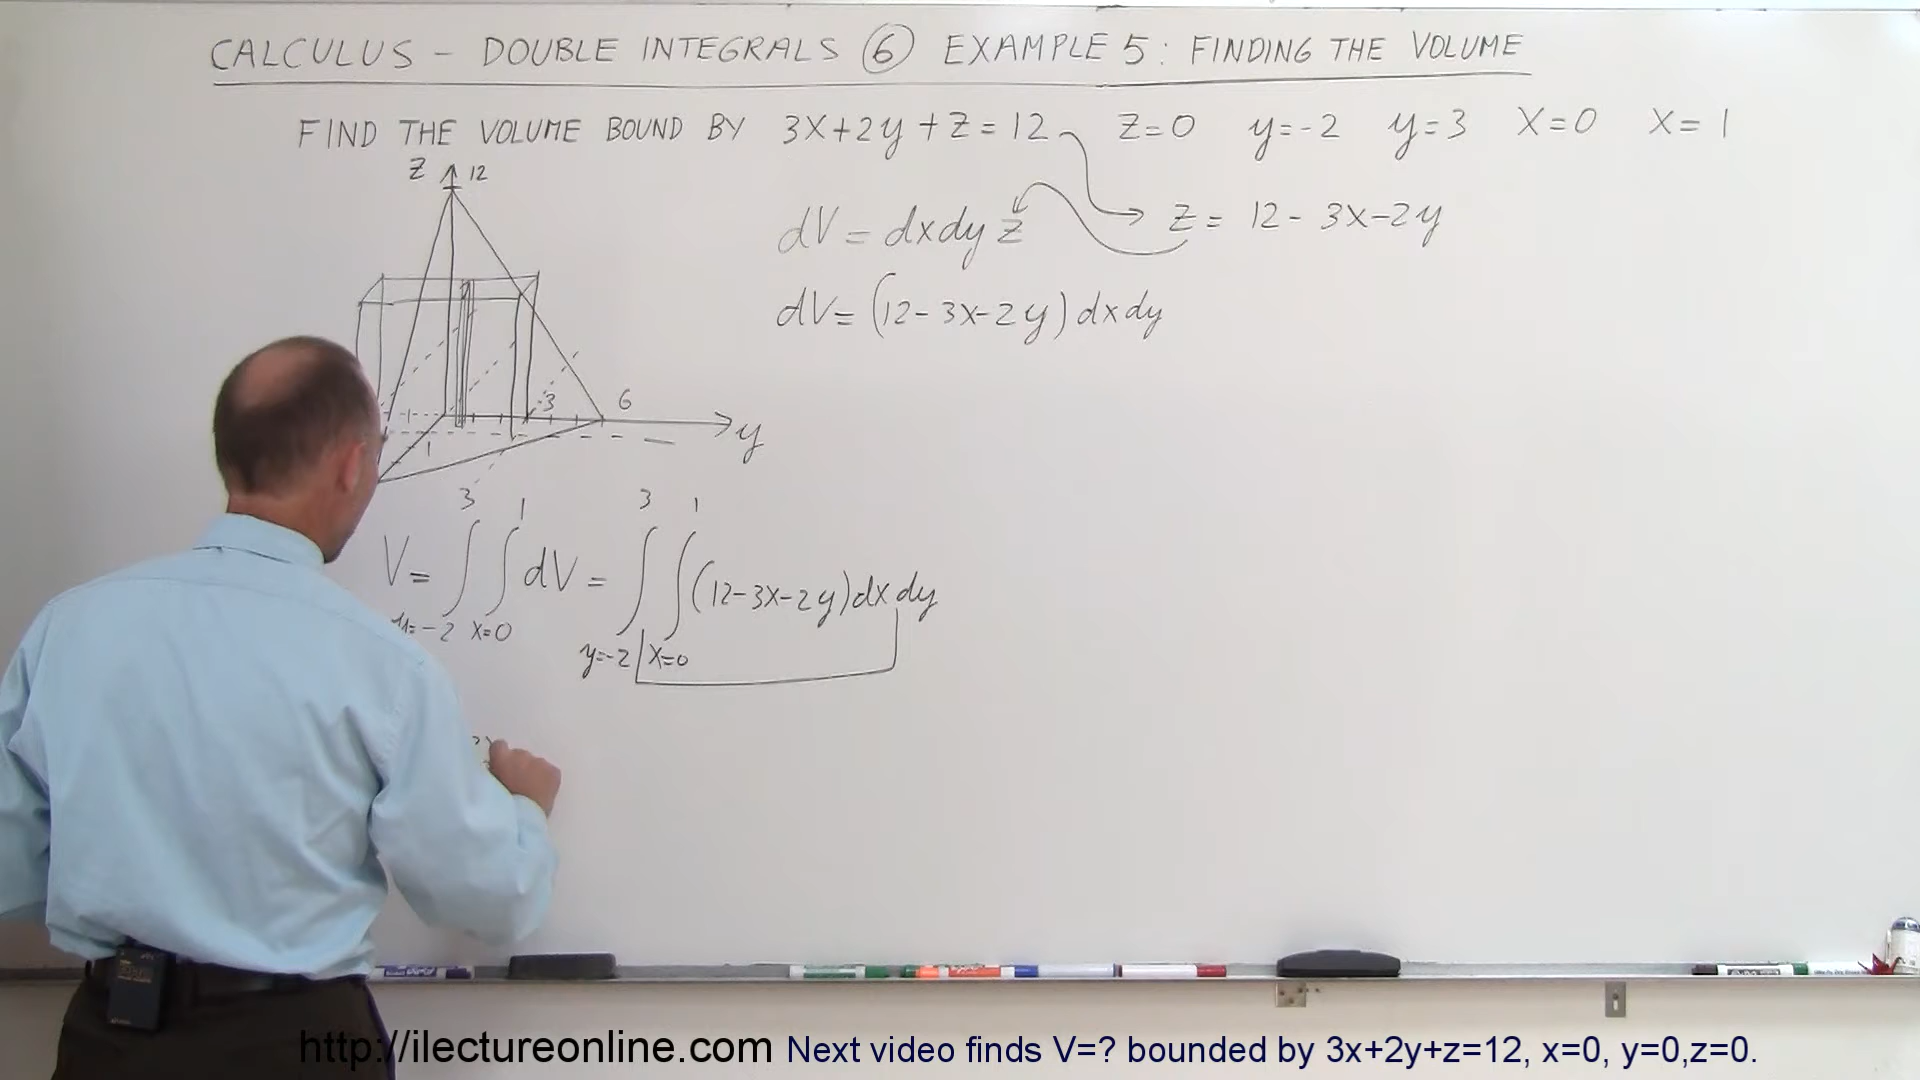 CALCULUS – DOUBLE INTEGRALS ⑥ EXAMPLE 5: FINDING THE VOLUME
FIND THE VOLUME BOUND BY 3x+2y+z=12 z=0 y=-2 y=3 x=0 x=1
z 12
dV = dxdy z z = 12-3x-2y
dV = (12-3x-2y)dxdy
3 6
1 y
1
3 1 3 1
V = ∫ ∫ dV = ∫ ∫ (12-3x-2y)dx dy
y=-2 x=0 y=-2 x=0
http://ilectureonline.com Next video finds V=? bounded by 3x+2y+z=12, x=0, y=0,z=0.